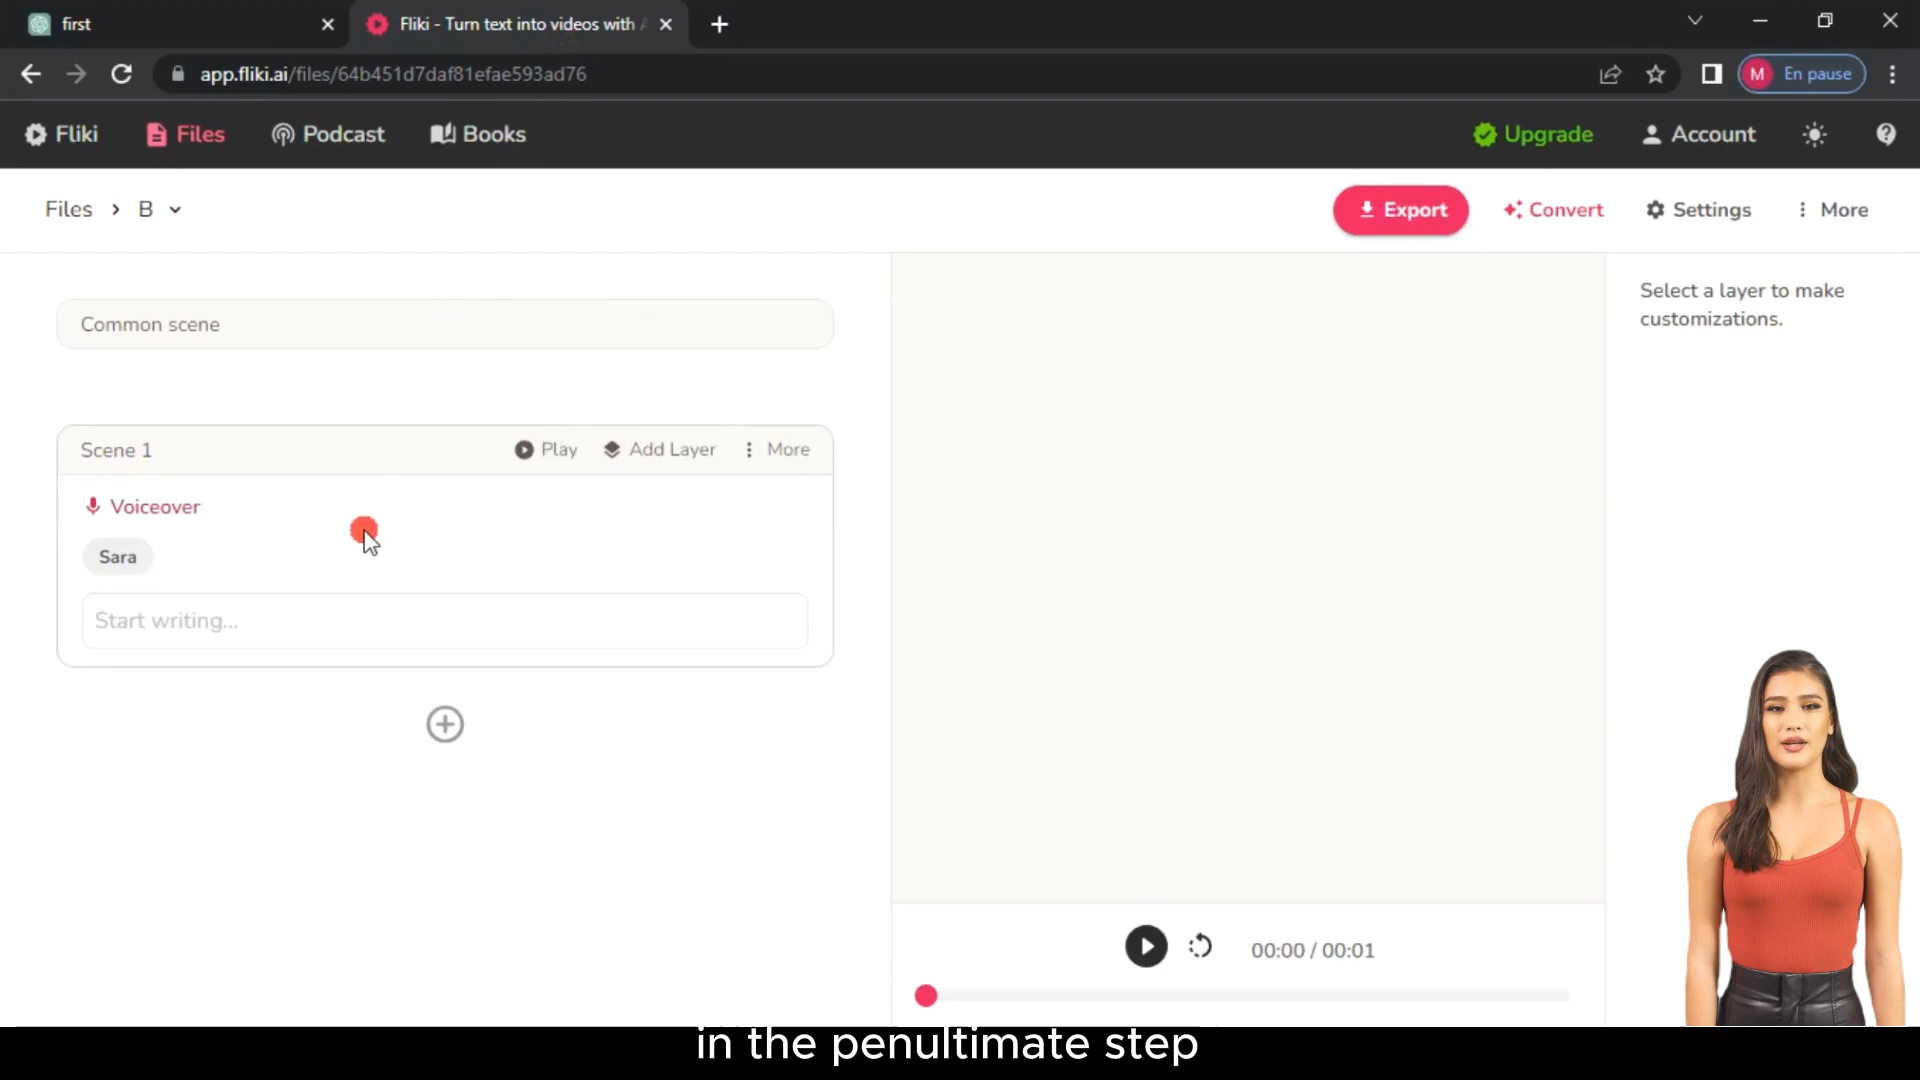 first
Fliki - Turn text into videos with
app.fliki.ai/files/64b451d7daf81efae593ad76
M En pause
Fliki Files Podcast Books Upgrade Account
Files > B Export Convert Settings More
Common scene
Select a layer to make
customizations.
Scene 1 Play Add Layer More
Voiceover
Sara
Start writing...
00:00 / 00:01
in the penultimate step